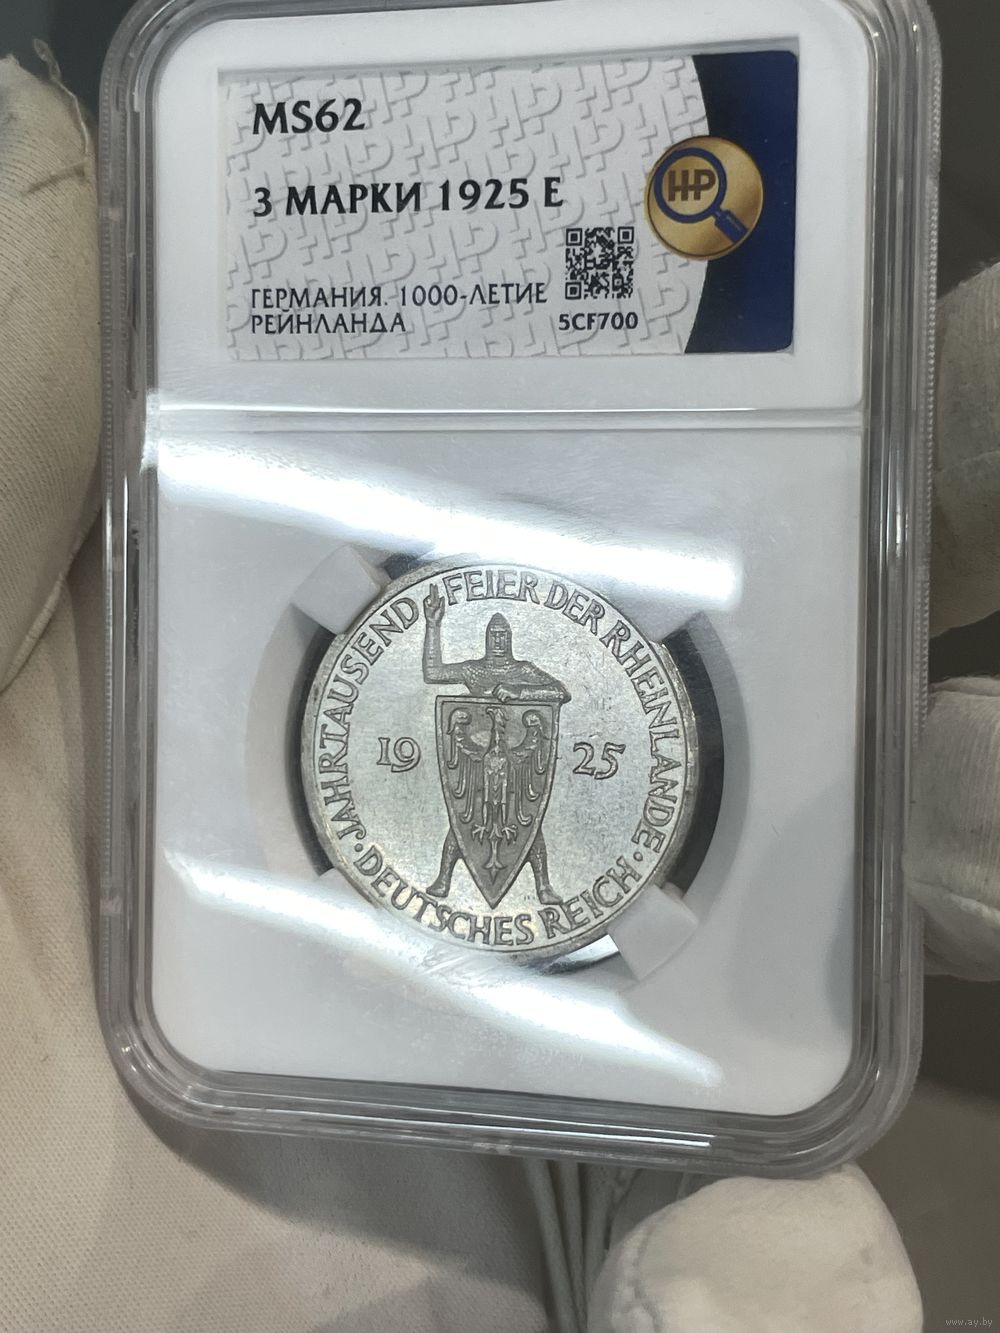 MS62
3 МАРКИ 1925 E
НР
ГЕРМАНИЯ. 1000-ЛЕТИЕ
РЕЙНЛАНДА
5CF700
JAHRTAUSEND FEIER DER RHEINLANDE
19 25
· DEUTSCHES REICH ·
www.ay.by